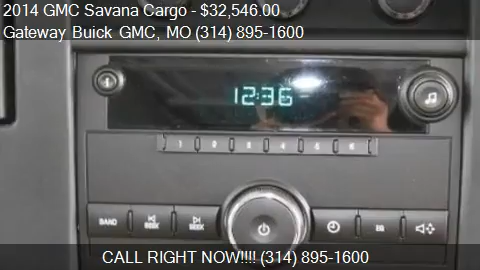 2014 GMC Savana Cargo - $32,546.00
Gateway Buick GMC, MO (314) 895-1600
12:36
1 2 3 4 5 6
BAND SEEK SEEK EQ
CALL RIGHT NOW!!!! (314) 895-1600